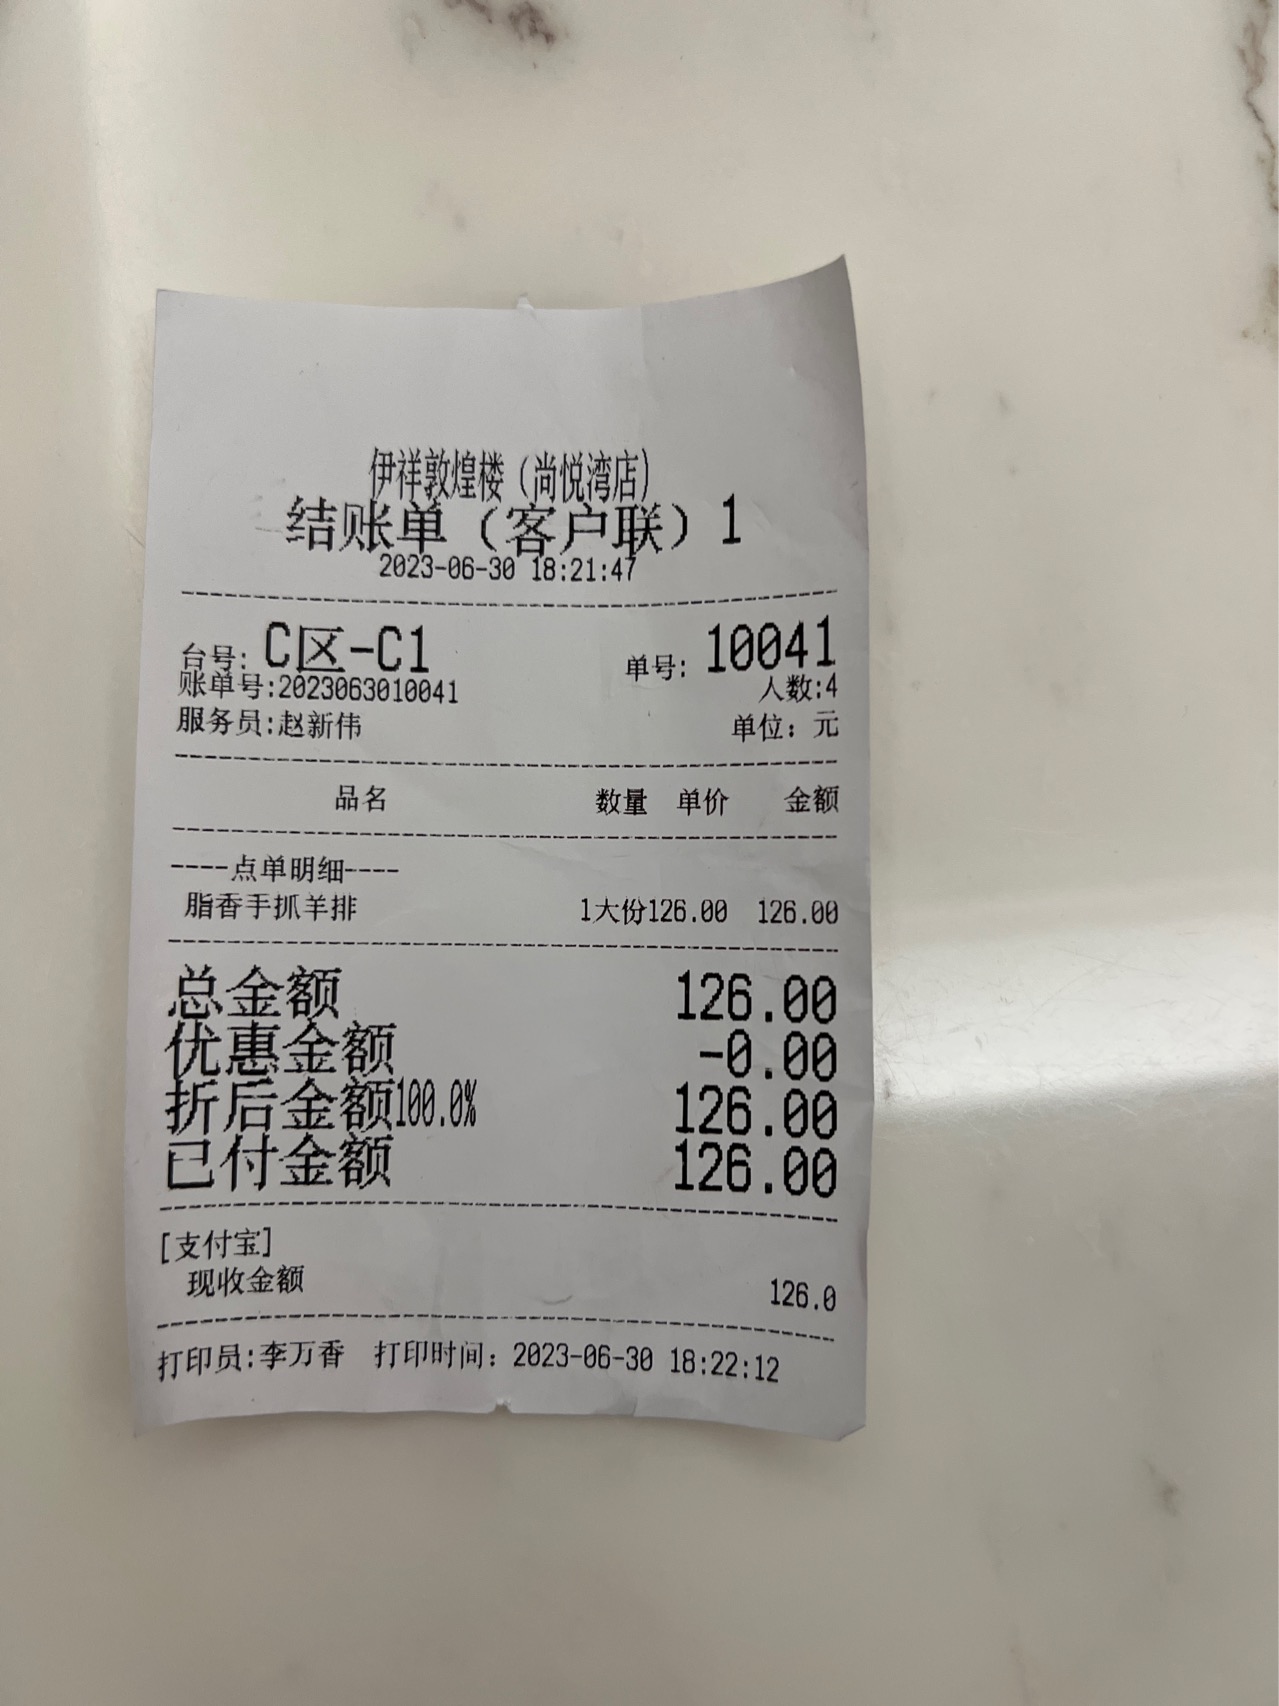 伊祥敦煌楼（尚悦湾店）
结账单（客户联）1
2023-06-30 18:21:47
台号: C区-C1 单号: 10041
账单号:2023063010041 人数:4
服务员:赵新伟 单位: 元
品名 数量 单价 金额
----点单明细----
脂香手抓羊排 1大份126.00 126.00
总金额 126.00
优惠金额 -0.00
折后金额100.0% 126.00
已付金额 126.00
[支付宝]
现收金额 126.0
打印员:李万香 打印时间: 2023-06-30 18:22:12